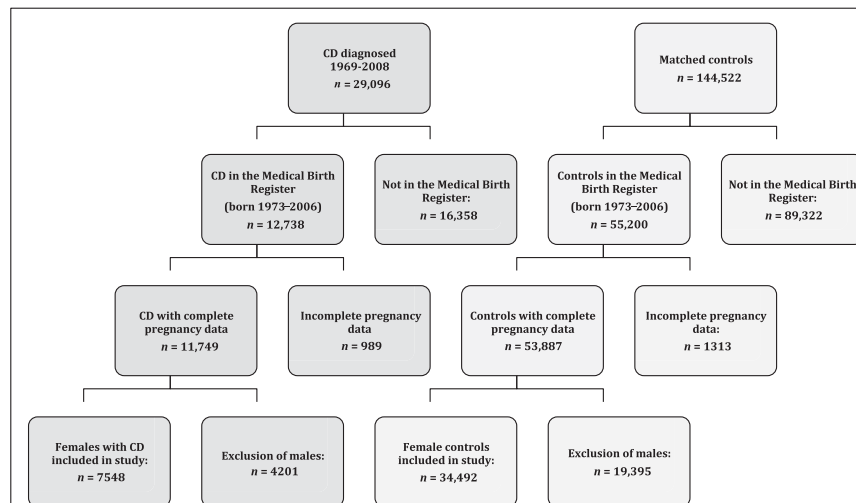 CD diagnosed
1969-2008
n = 29,096
Matched controls
n = 144,522
CD in the Medical Birth
Register
(born 1973–2006)
n = 12,738
Not in the Medical Birth
Register:
n = 16,358
Controls in the Medical
Birth Register
(born 1973–2006)
n = 55,200
Not in the Medical Birth
Register:
n = 89,322
CD with complete
pregnancy data
n = 11,749
Incomplete pregnancy
data
n = 989
Controls with complete
pregnancy data
n = 53,887
Incomplete pregnancy
data:
n = 1313
Females with CD
included in study:
n = 7548
Exclusion of males:
n = 4201
Female controls
included in study:
n = 34,492
Exclusion of males:
n = 19,395